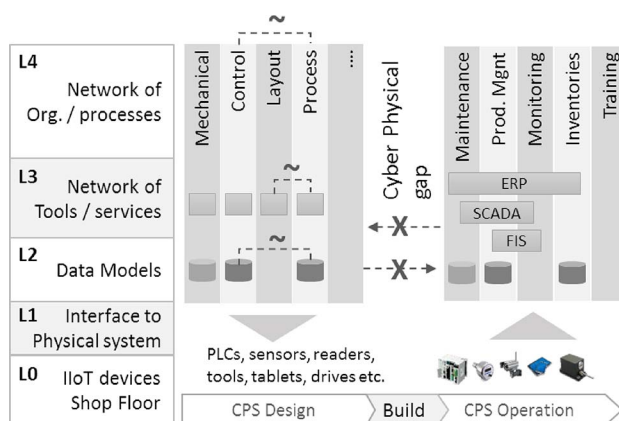 L4
Network of
Org. / processes
L3
Network of
Tools / services
L2
Data Models
L1
Interface to
Physical system
L0
IIoT devices
Shop Floor
~
Mechanical
Control
Layout
Process
....
~
~
Cyber Physical
gap
X
X
Maintenance
Prod. Mgnt
Monitoring
Inventories
Training
ERP
SCADA
FIS
PLCs, sensors, readers,
tools, tablets, drives etc.
CPS Design
Build
CPS Operation